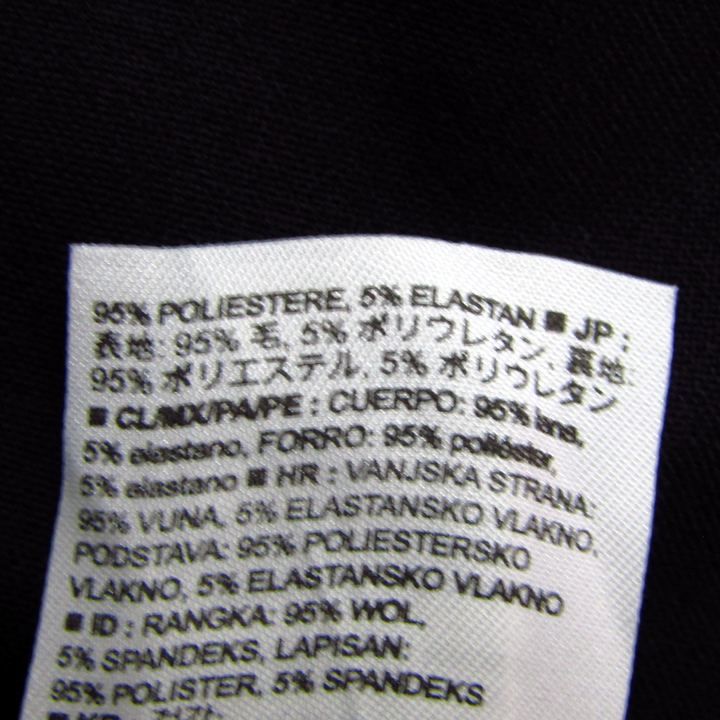 95% POLIESTERE, 5% ELASTAN ■ JP :
表地: 95% 毛, 5% ポリウレタン, 裏地:
95% ポリエステル, 5% ポリウレタン
■ CL/MX/PA/PE : CUERPO: 95% lana,
5% elastano, FORRO: 95% poliéster,
5% elastano ■ HR : VANJSKA STRANA:
95% VUNA, 5% ELASTANSKO VLAKNO,
PODSTAVA: 95% POLIESTERSKO
VLAKNO, 5% ELASTANSKO VLAKNO
■ ID : RANGKA: 95% WOL,
5% SPANDEKS, LAPISAN:
95% POLISTER, 5% SPANDEKS